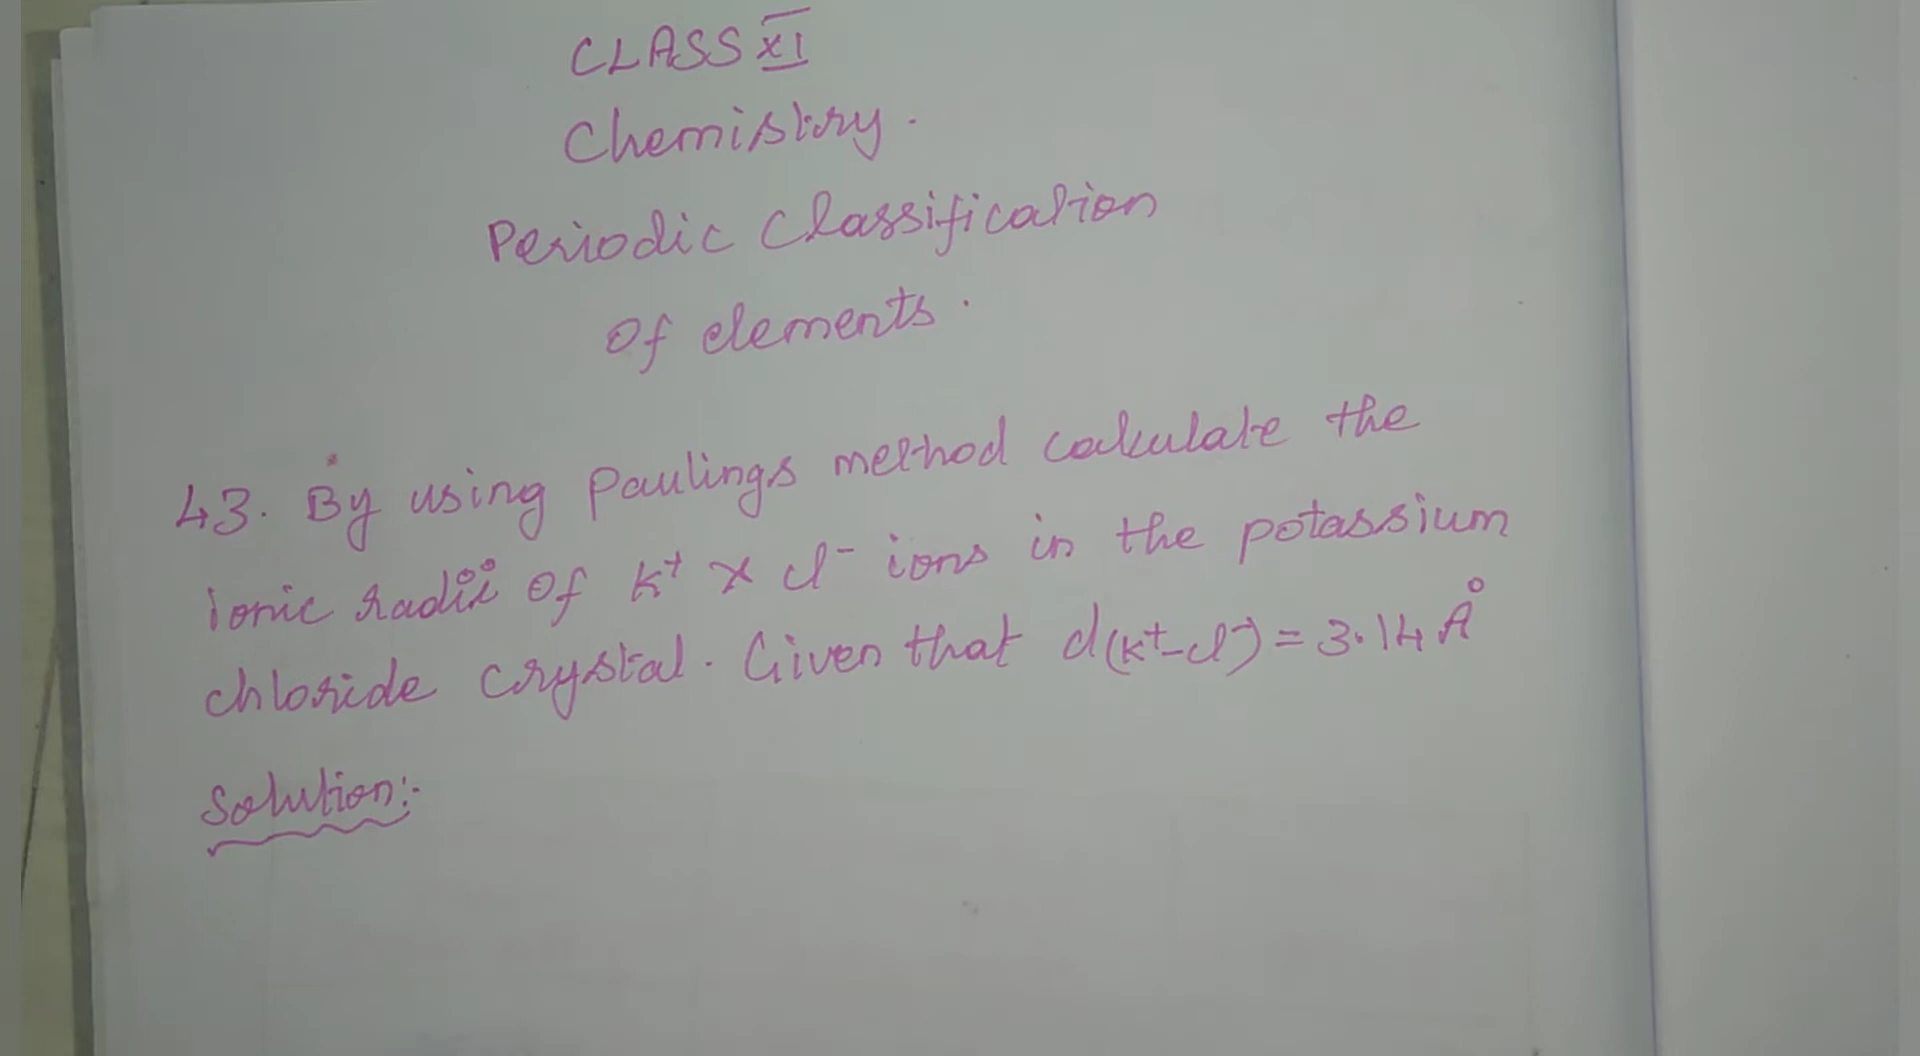 CLASS XI
Chemistry.
Periodic Classification
Of elements.
43. By using Paulings method calculate the
ionic radii of K⁺ & Cl⁻ ions in the potassium
chloride crystal. Given that d(K⁺-Cl⁻) = 3.14 Å
Solution:-